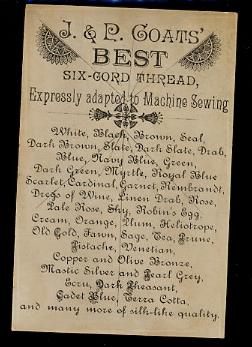 J. & P. COATS'
BEST
SIX-CORD THREAD,
Expressly adapted to Machine Sewing
White, Black, Brown, Seal,
Dark Brown, Slate, Dark Slate, Drab,
Blue, Navy Blue, Green,
Dark Green, Myrtle, Royal Blue
Scarlet, Cardinal, Garnet, Rembrandt,
Dregs of Wine, Linen Drab, Rose,
Pale Rose, Sky, Robin's Egg.
Cream, Orange, Plum, Heliotrope,
Old Gold, Fawn, Sage, Tea, Prune,
Pistache, Venetian,
Copper and Olive Bronze,
Mastic Silver and Pearl Grey,
Ecru, Dark Pheasant,
Cadet Blue, Terra Cotta,
and many more of silk-like quality.